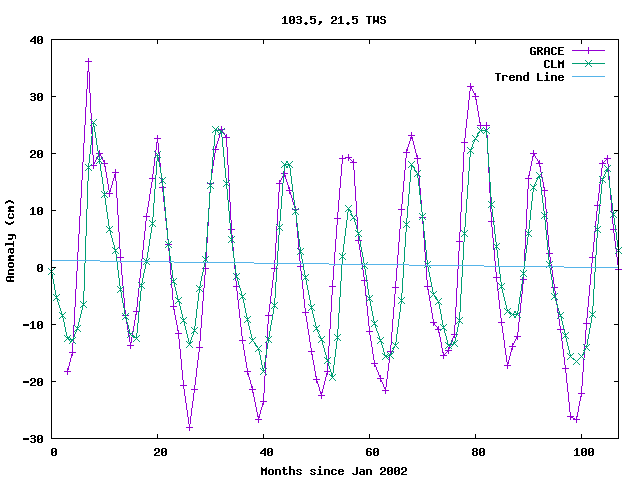 103.5, 21.5 TWS
GRACE
CLM
Trend Line
40
30
20
10
0
-10
-20
-30
Anomaly (cm)
0 20 40 60 80 100
Months since Jan 2002